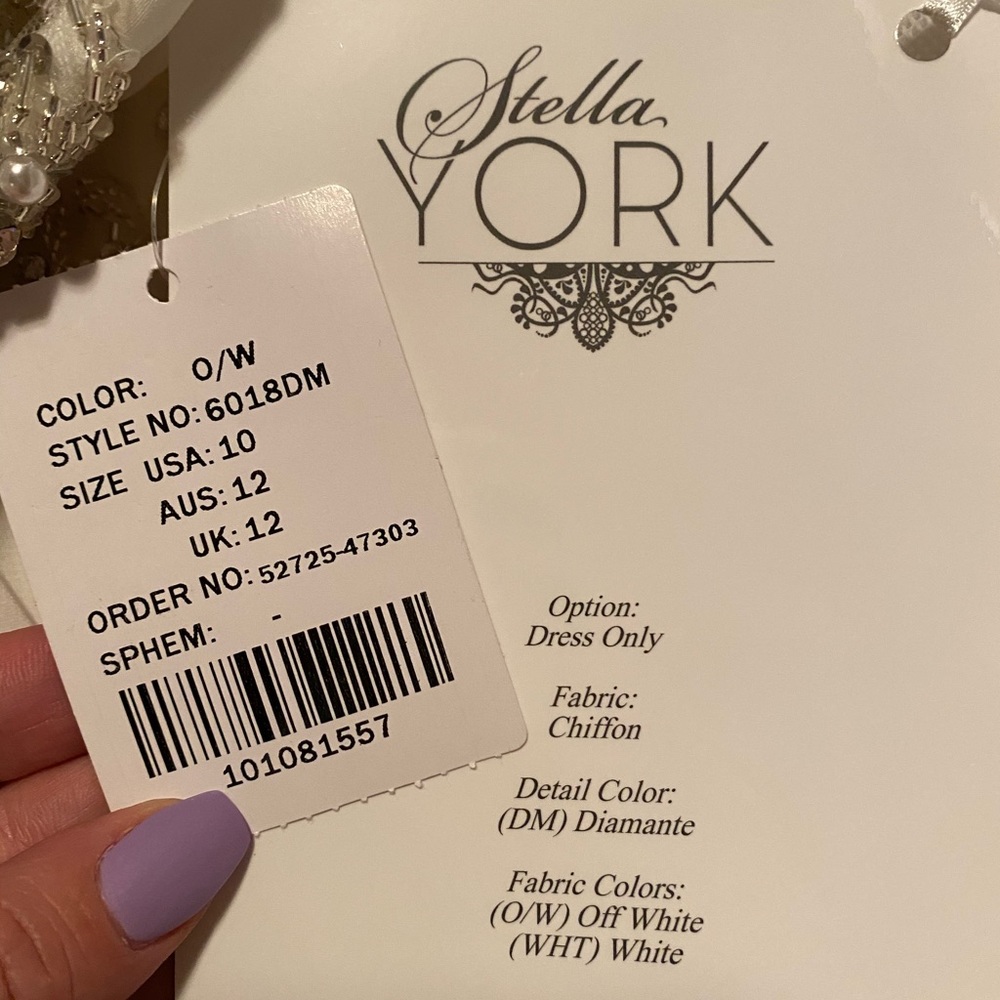 Stella
YORK
COLOR: O/W
STYLE NO: 6018DM
SIZE USA: 10
AUS: 12
UK: 12
ORDER NO: 52725-47303
SPHEM: -
101081557
Option:
Dress Only
Fabric:
Chiffon
Detail Color:
(DM) Diamante
Fabric Colors:
(O/W) Off White
(WHT) White